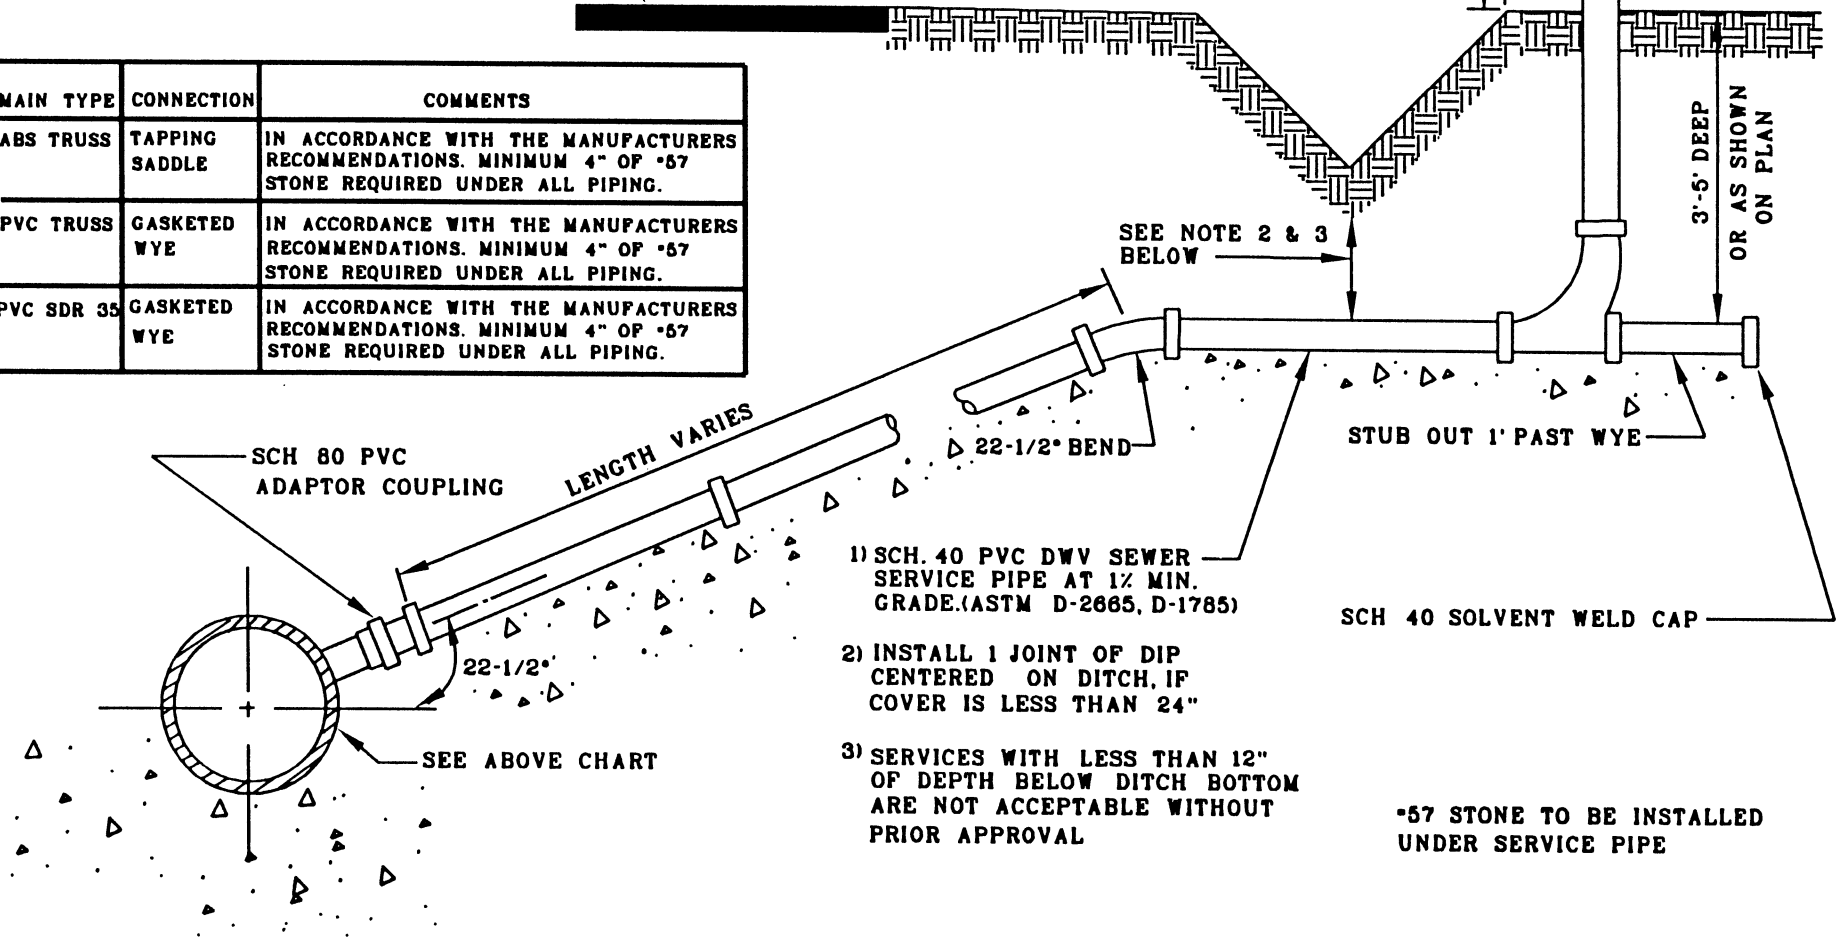 MAIN TYPE CONNECTION COMMENTS
ABS TRUSS TAPPING SADDLE
IN ACCORDANCE WITH THE MANUFACTURERS
RECOMMENDATIONS. MINIMUM 4" OF *57
STONE REQUIRED UNDER ALL PIPING.
PVC TRUSS GASKETED WYE
IN ACCORDANCE WITH THE MANUFACTURERS
RECOMMENDATIONS. MINIMUM 4" OF *57
STONE REQUIRED UNDER ALL PIPING.
PVC SDR 35 GASKETED WYE
IN ACCORDANCE WITH THE MANUFACTURERS
RECOMMENDATIONS. MINIMUM 4" OF *57
STONE REQUIRED UNDER ALL PIPING.
3'-5' DEEP
OR AS SHOWN
ON PLAN
SEE NOTE 2 & 3
BELOW
LENGTH VARIES
22-1/2° BEND
STUB OUT 1' PAST WYE
SCH 80 PVC
ADAPTOR COUPLING
22-1/2°
SEE ABOVE CHART
1) SCH. 40 PVC DWV SEWER
SERVICE PIPE AT 1% MIN.
GRADE.(ASTM D-2665, D-1785)
SCH 40 SOLVENT WELD CAP
2) INSTALL 1 JOINT OF DIP
CENTERED ON DITCH, IF
COVER IS LESS THAN 24"
3) SERVICES WITH LESS THAN 12"
OF DEPTH BELOW DITCH BOTTOM
ARE NOT ACCEPTABLE WITHOUT
PRIOR APPROVAL
*57 STONE TO BE INSTALLED
UNDER SERVICE PIPE